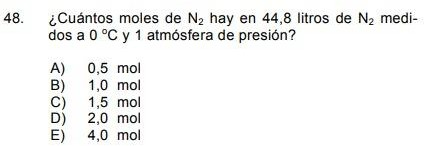 48. ¿Cuántos moles de N₂ hay en 44,8 litros de N₂ medi-
dos a 0 ºC y 1 atmósfera de presión?
A) 0,5 mol
B) 1,0 mol
C) 1,5 mol
D) 2,0 mol
E) 4,0 mol